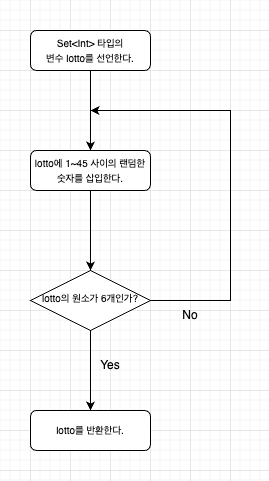 Set<Int> 타입의
변수 lotto를 선언한다.
lotto에 1~45 사이의 랜덤한
숫자를 삽입한다.
lotto의 원소가 6개인가?
No
Yes
lotto를 반환한다.